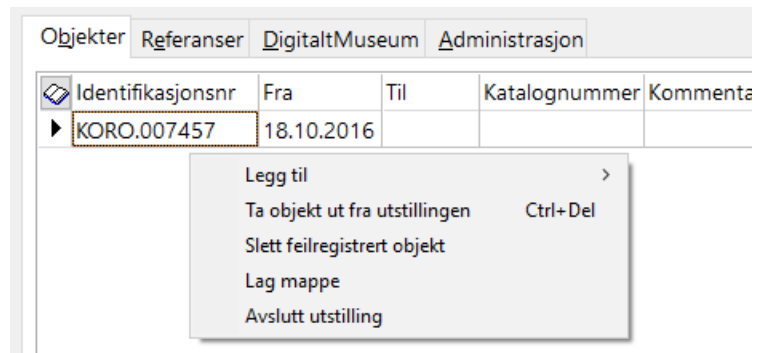 Objekter Referanser DigitaltMuseum Administrasjon
Identifikasjonsnr Fra Til Katalognummer Kommenta
KORO.007457 18.10.2016
Legg til >
Ta objekt ut fra utstillingen Ctrl+Del
Slett feilregistrert objekt
Lag mappe
Avslutt utstilling